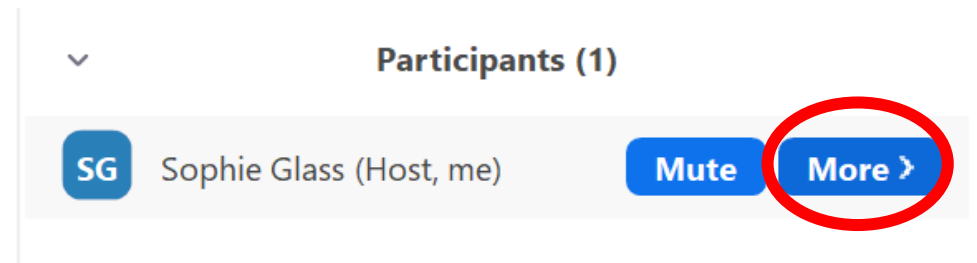 Participants (1)
SG Sophie Glass (Host, me) Mute More >